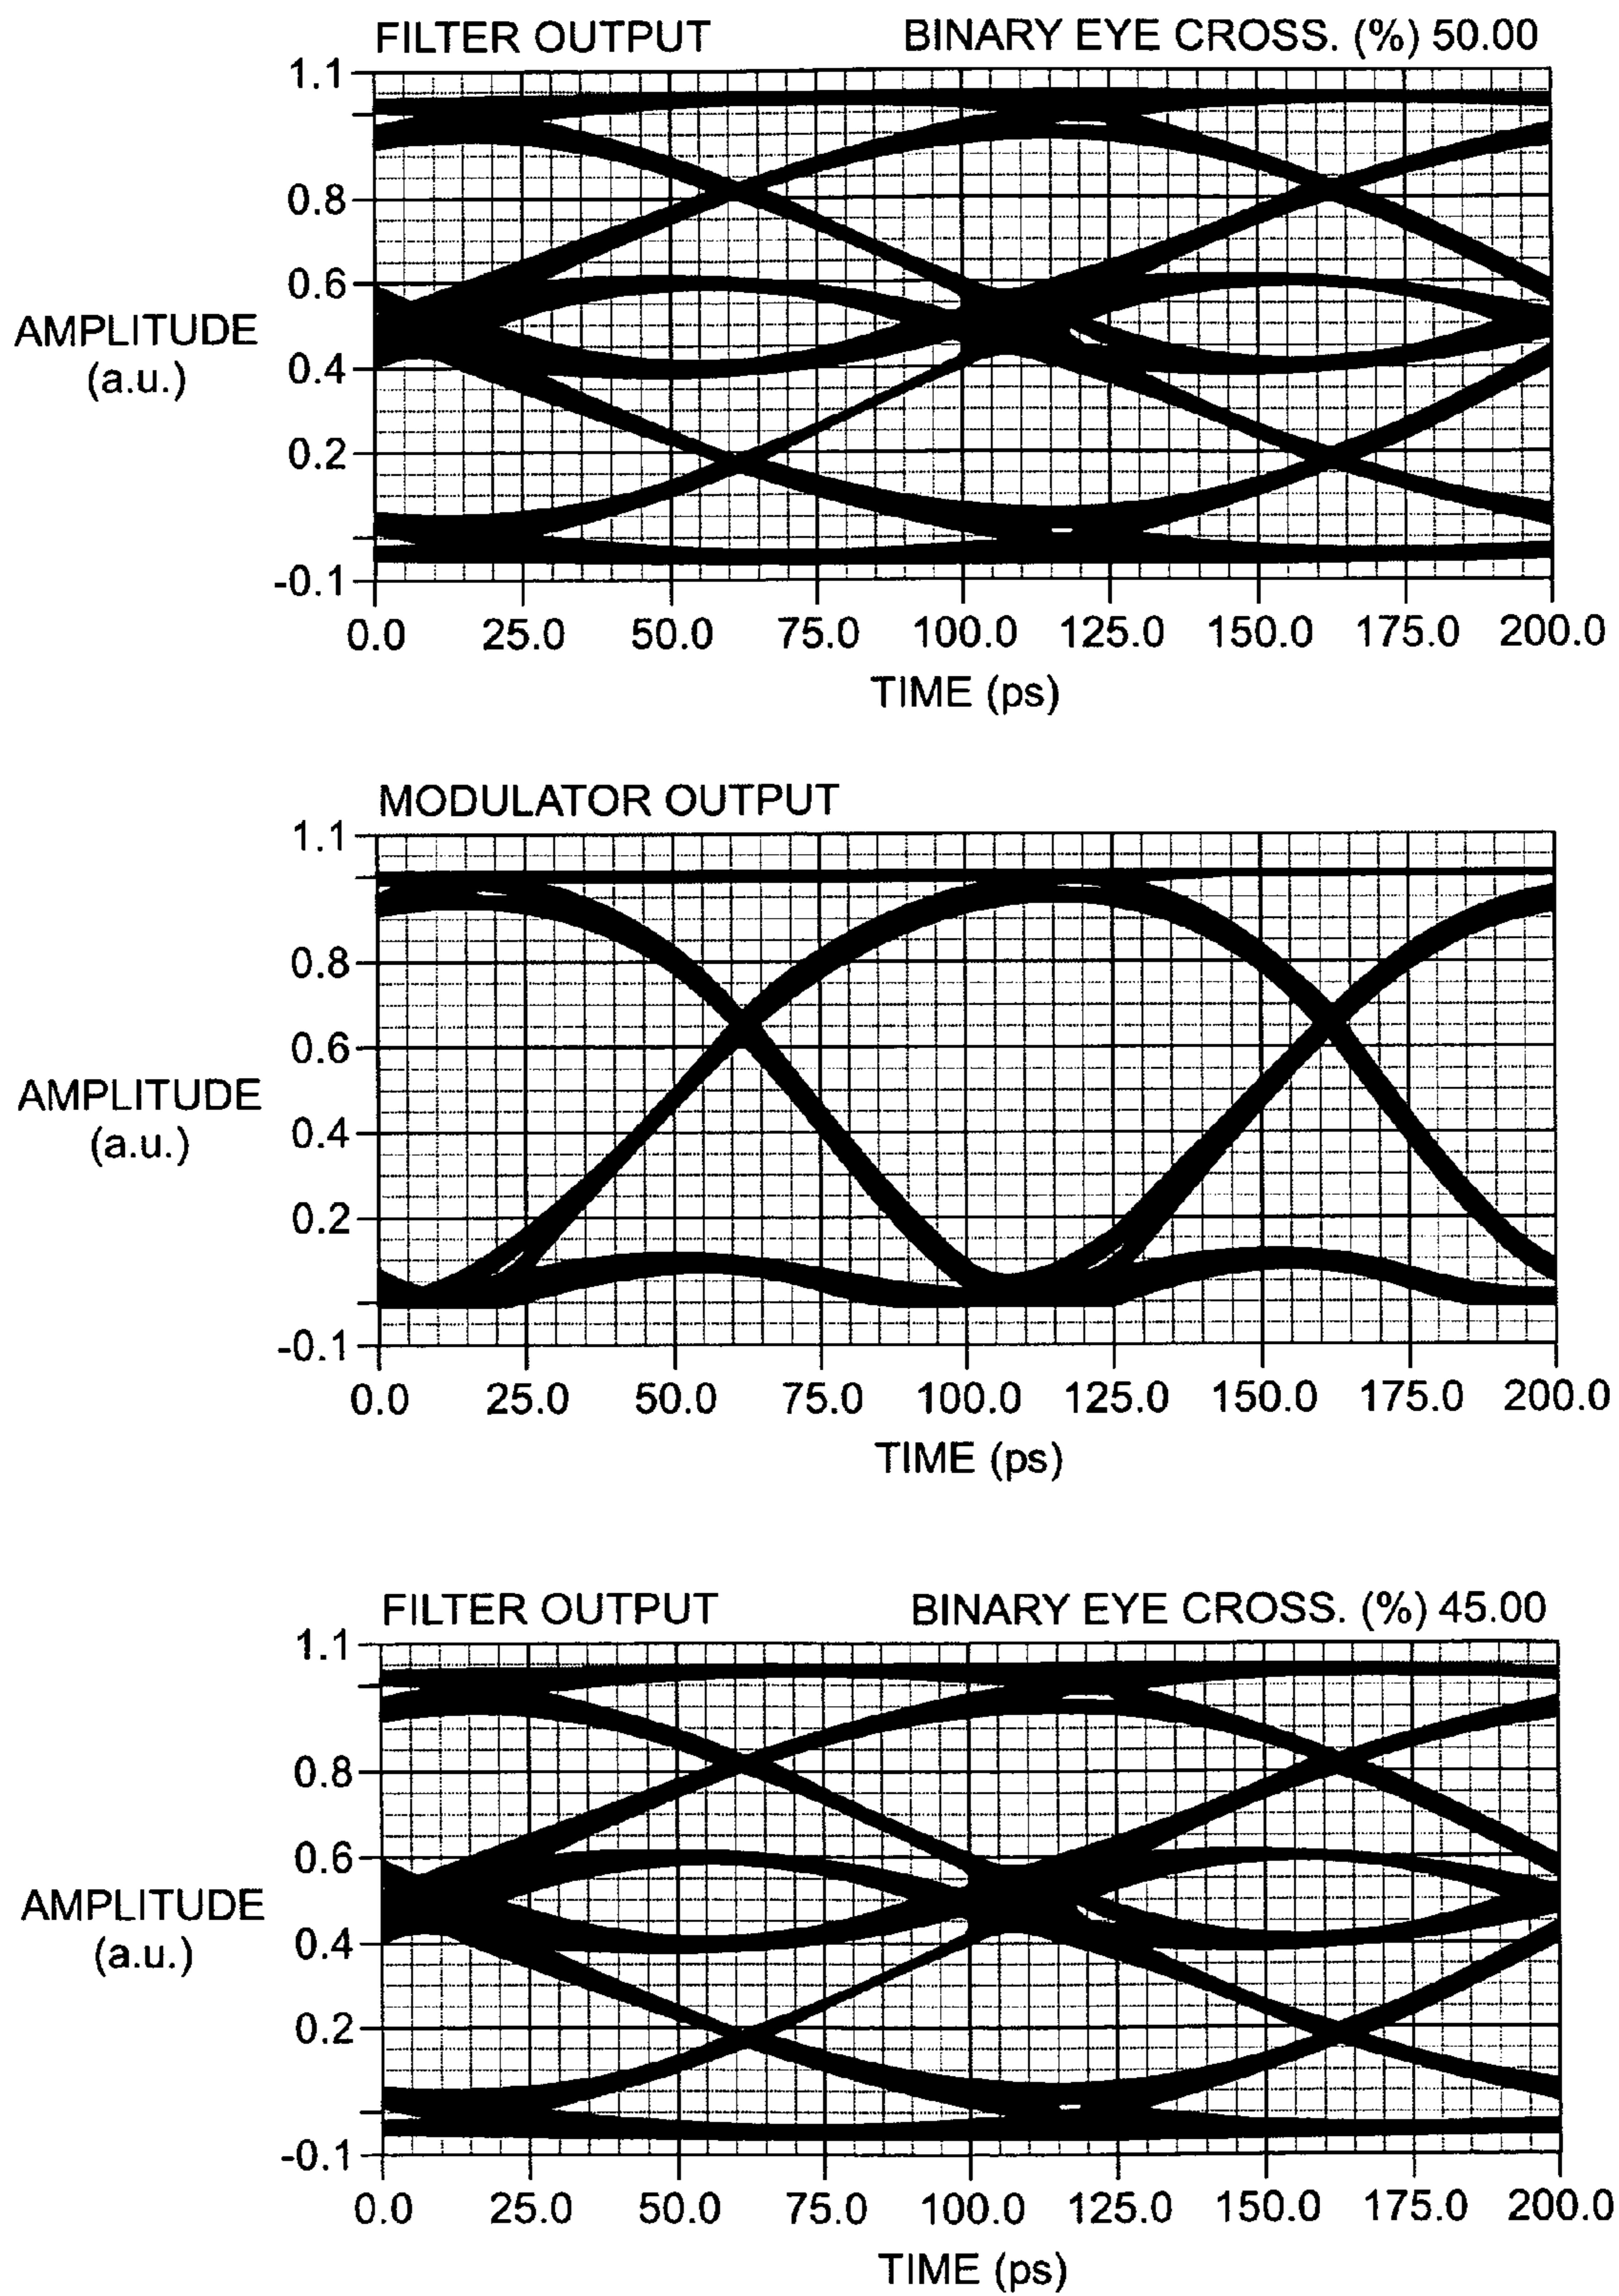 FILTER OUTPUT BINARY EYE CROSS. (%) 50.00
1.1
0.8
0.6
AMPLITUDE
(a.u.)
0.4
0.2
-0.1
0.0 25.0 50.0 75.0 100.0 125.0 150.0 175.0 200.0
TIME (ps)
MODULATOR OUTPUT
1.1
0.8
0.6
AMPLITUDE
(a.u.)
0.4
0.2
-0.1
0.0 25.0 50.0 75.0 100.0 125.0 150.0 175.0 200.0
TIME (ps)
FILTER OUTPUT BINARY EYE CROSS. (%) 45.00
1.1
0.8
0.6
AMPLITUDE
(a.u.)
0.4
0.2
-0.1
0.0 25.0 50.0 75.0 100.0 125.0 150.0 175.0 200.0
TIME (ps)